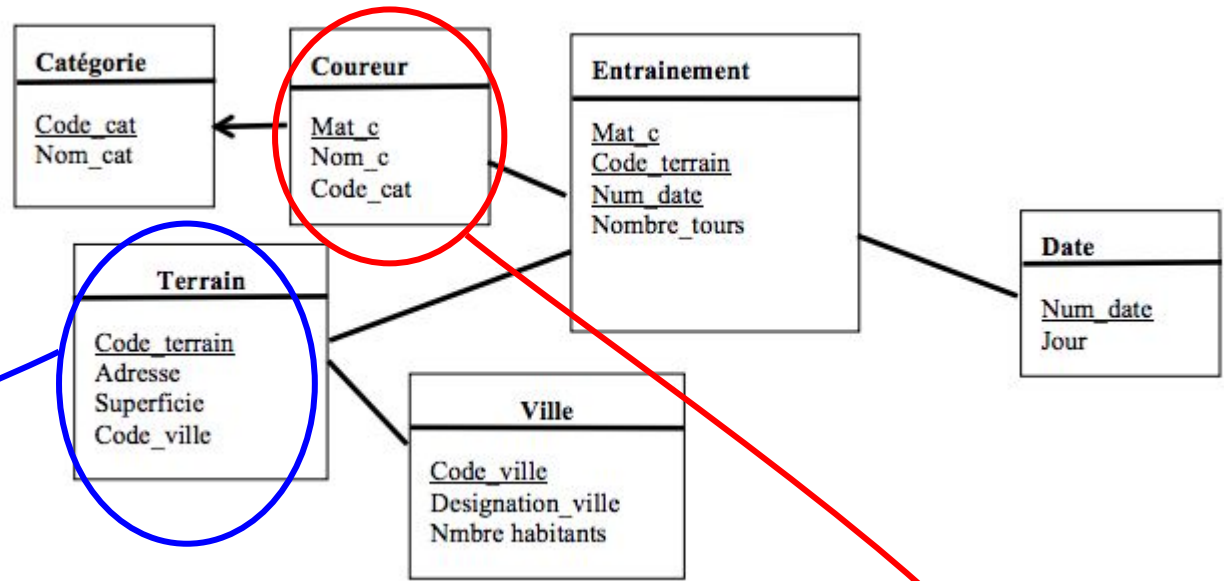 Catégorie
Code_cat
Nom_cat
Coureur
Mat_c
Nom_c
Code_cat
Entrainement
Mat_c
Code_terrain
Num_date
Nombre_tours
Date
Num_date
Jour
Terrain
Code_terrain
Adresse
Superficie
Code_ville
Ville
Code_ville
Designation_ville
Nmbre habitants